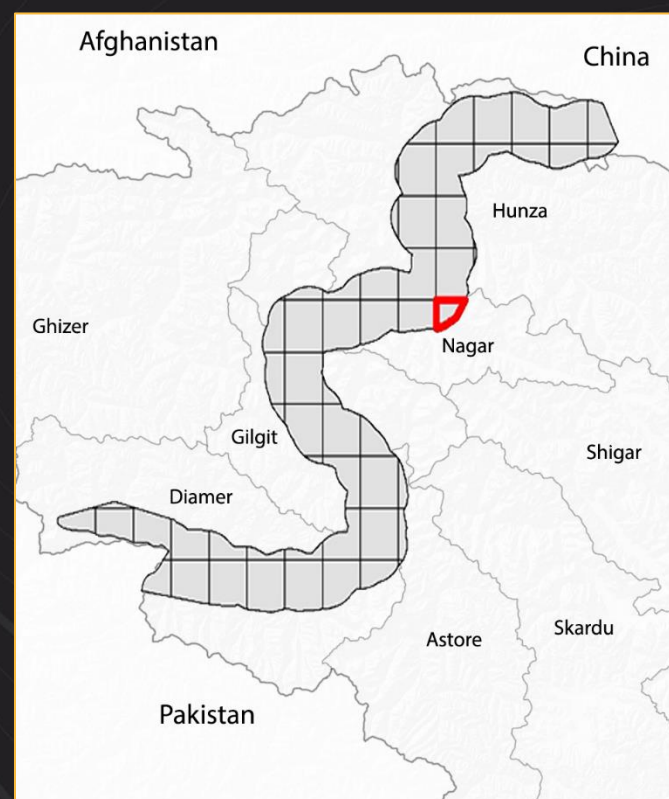 Afghanistan
China
Hunza
Ghizer
Nagar
Gilgit
Shigar
Diamer
Skardu
Astore
Pakistan